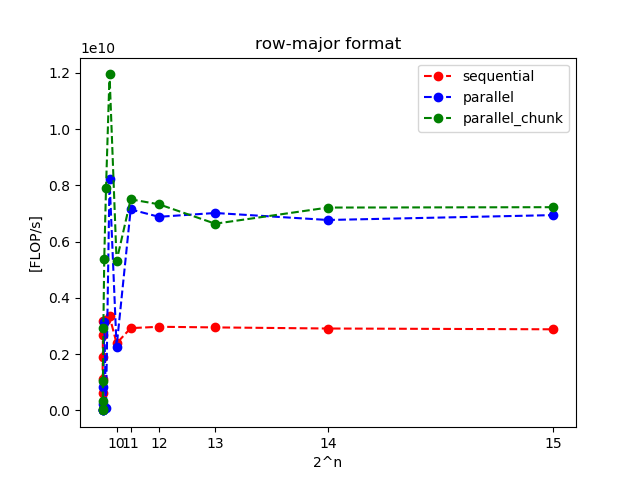 row-major format
1e10
sequential
parallel
parallel_chunk
[FLOP/s]
1.2
1.0
0.8
0.6
0.4
0.2
0.0
10 11 12 13 14 15
2^n